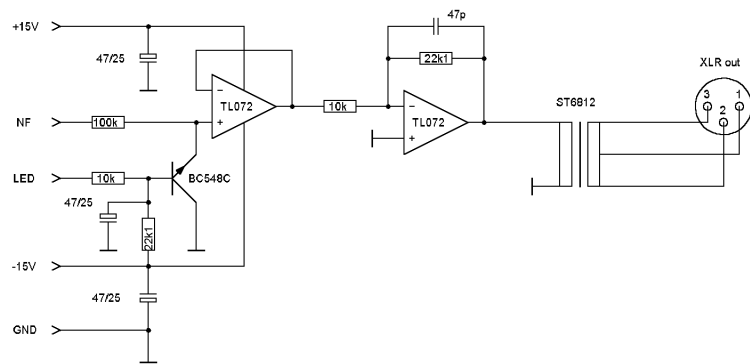 +15V
47/25
NF
100k
LED
10k
47/25
22k1
-15V
47/25
GND
−
+
TL072
BC548C
10k
47p
22k1
−
+
TL072
ST6812
XLR out
3
1
2